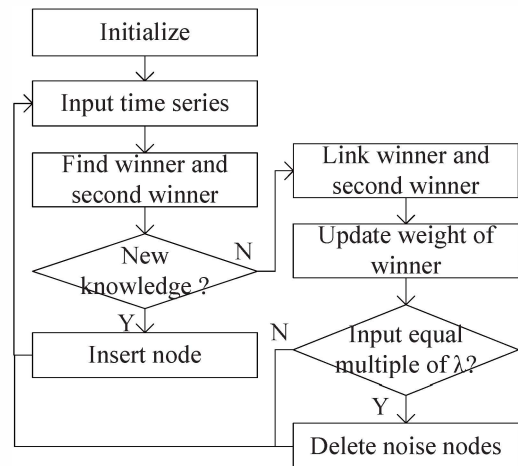 Initialize
Input time series
Find winner and
second winner
New
knowledge ?
N
Y
Insert node
Link winner and
second winner
Update weight of
winner
Input equal
multiple of λ?
N
Y
Delete noise nodes